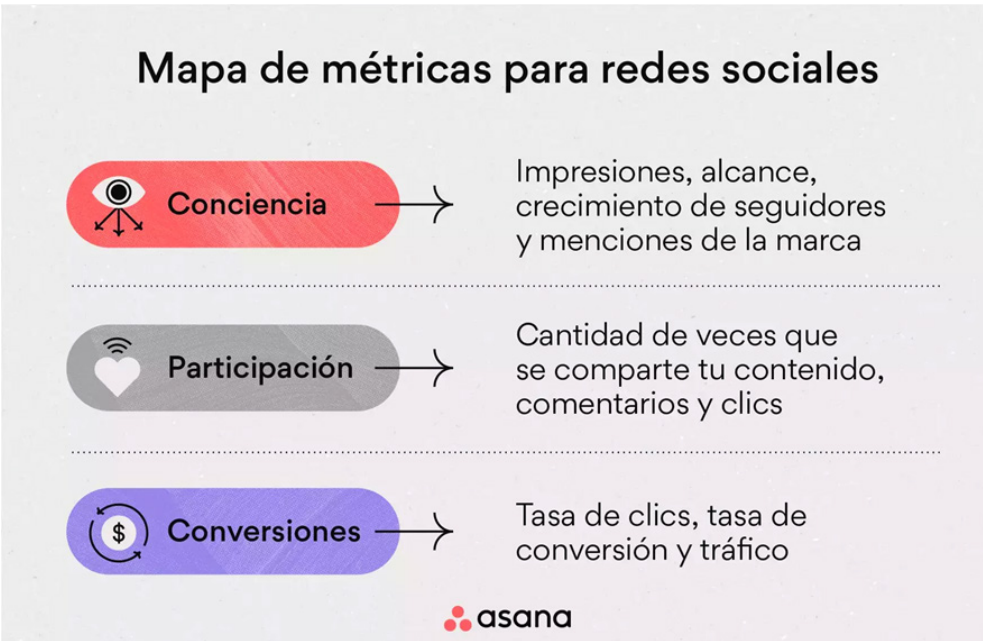 Mapa de métricas para redes sociales
Conciencia
Impresiones, alcance,
crecimiento de seguidores
y menciones de la marca
Participación
Cantidad de veces que
se comparte tu contenido,
comentarios y clics
$
Conversiones
Tasa de clics, tasa de
conversión y tráfico
asana